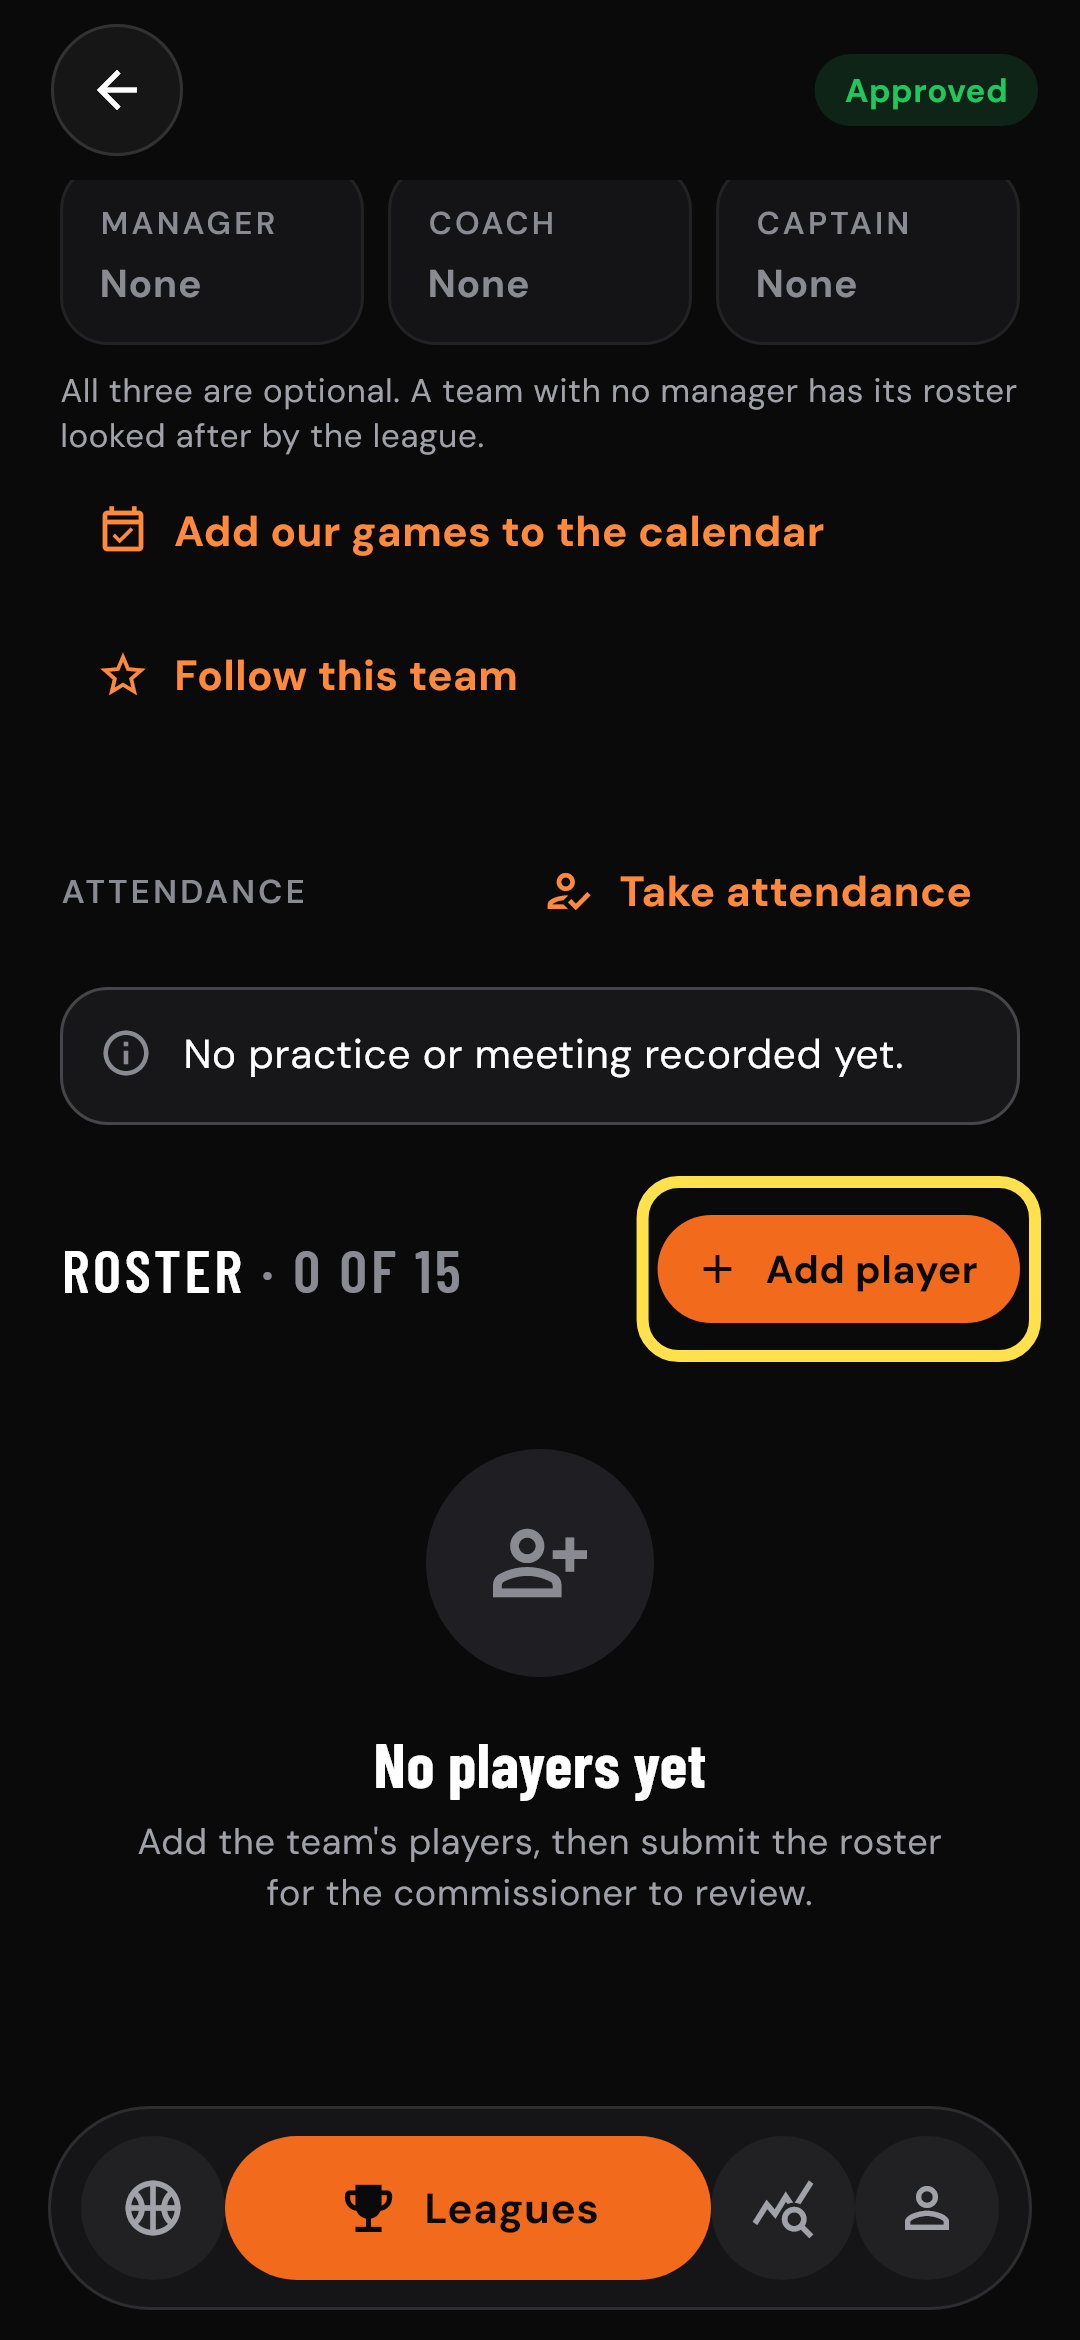 Approved
MANAGER
None
COACH
None
CAPTAIN
None
All three are optional. A team with no manager has its roster
looked after by the league.
Add our games to the calendar
Follow this team
ATTENDANCE
Take attendance
No practice or meeting recorded yet.
ROSTER · 0 OF 15
+ Add player
No players yet
Add the team's players, then submit the roster
for the commissioner to review.
Leagues